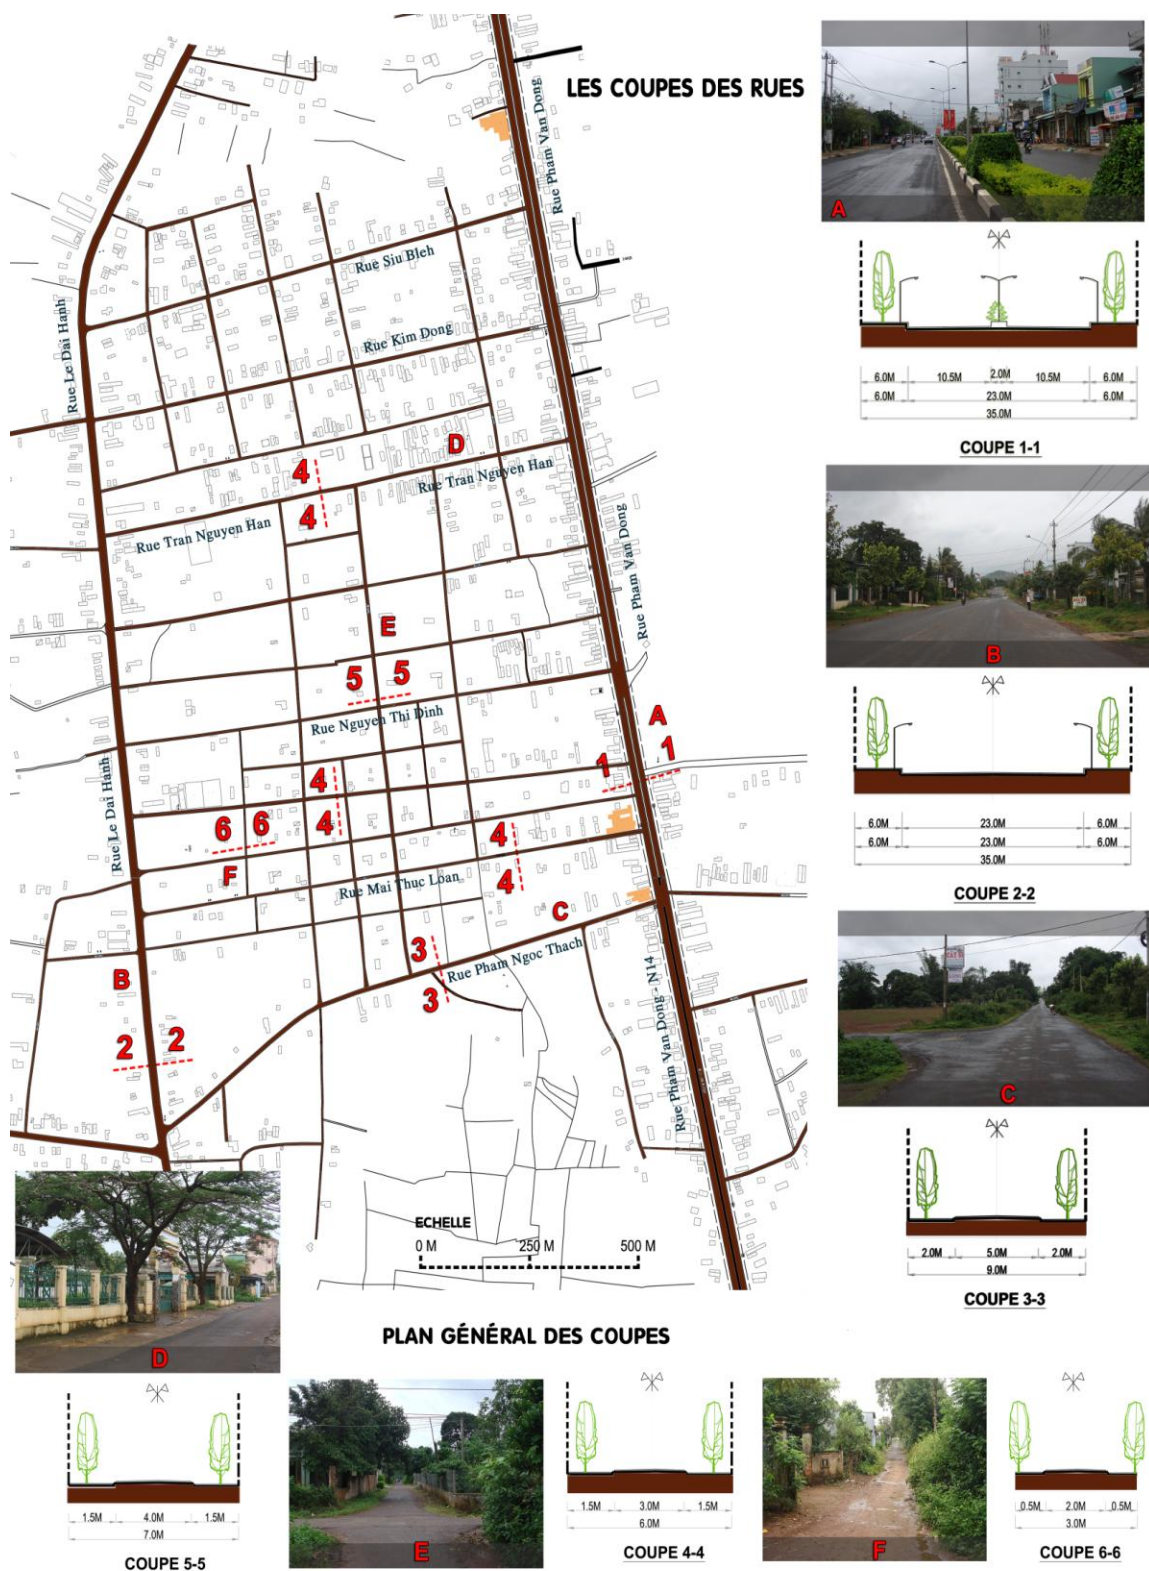 LES COUPES DES RUES
Rue Pham Van Dong
A
Rue Siu Bleh
Rue Le Dai Hanh
Rue Kim Dong
6.0M 10.5M 2.0M 10.5M 6.0M
6.0M 23.0M 6.0M
35.0M
COUPE 1-1
D
4
Rue Tran Nguyen Han
4
Rue Tran Nguyen Han
Rue Pham Van Dong
E
B
5 5
Rue Nguyen Thi Dinh
A
1 1
4
4
Rue Le Dai Hanh
6 6
6.0M 23.0M 6.0M
6.0M 23.0M 6.0M
35.0M
COUPE 2-2
4
4
F
Rue Mai Thuc Loan
C
3
Rue Pham Ngoc Thach
3
B
2 2
Rue Pham Van Dong - N14
C
2.0M 5.0M 2.0M
9.0M
COUPE 3-3
ECHELLE
0 M 250 M 500 M
PLAN GÉNÉRAL DES COUPES
D
1.5M 4.0M 1.5M
7.0M
COUPE 5-5
E
1.5M 3.0M 1.5M
6.0M
COUPE 4-4
F
0.5M 2.0M 0.5M
3.0M
COUPE 6-6